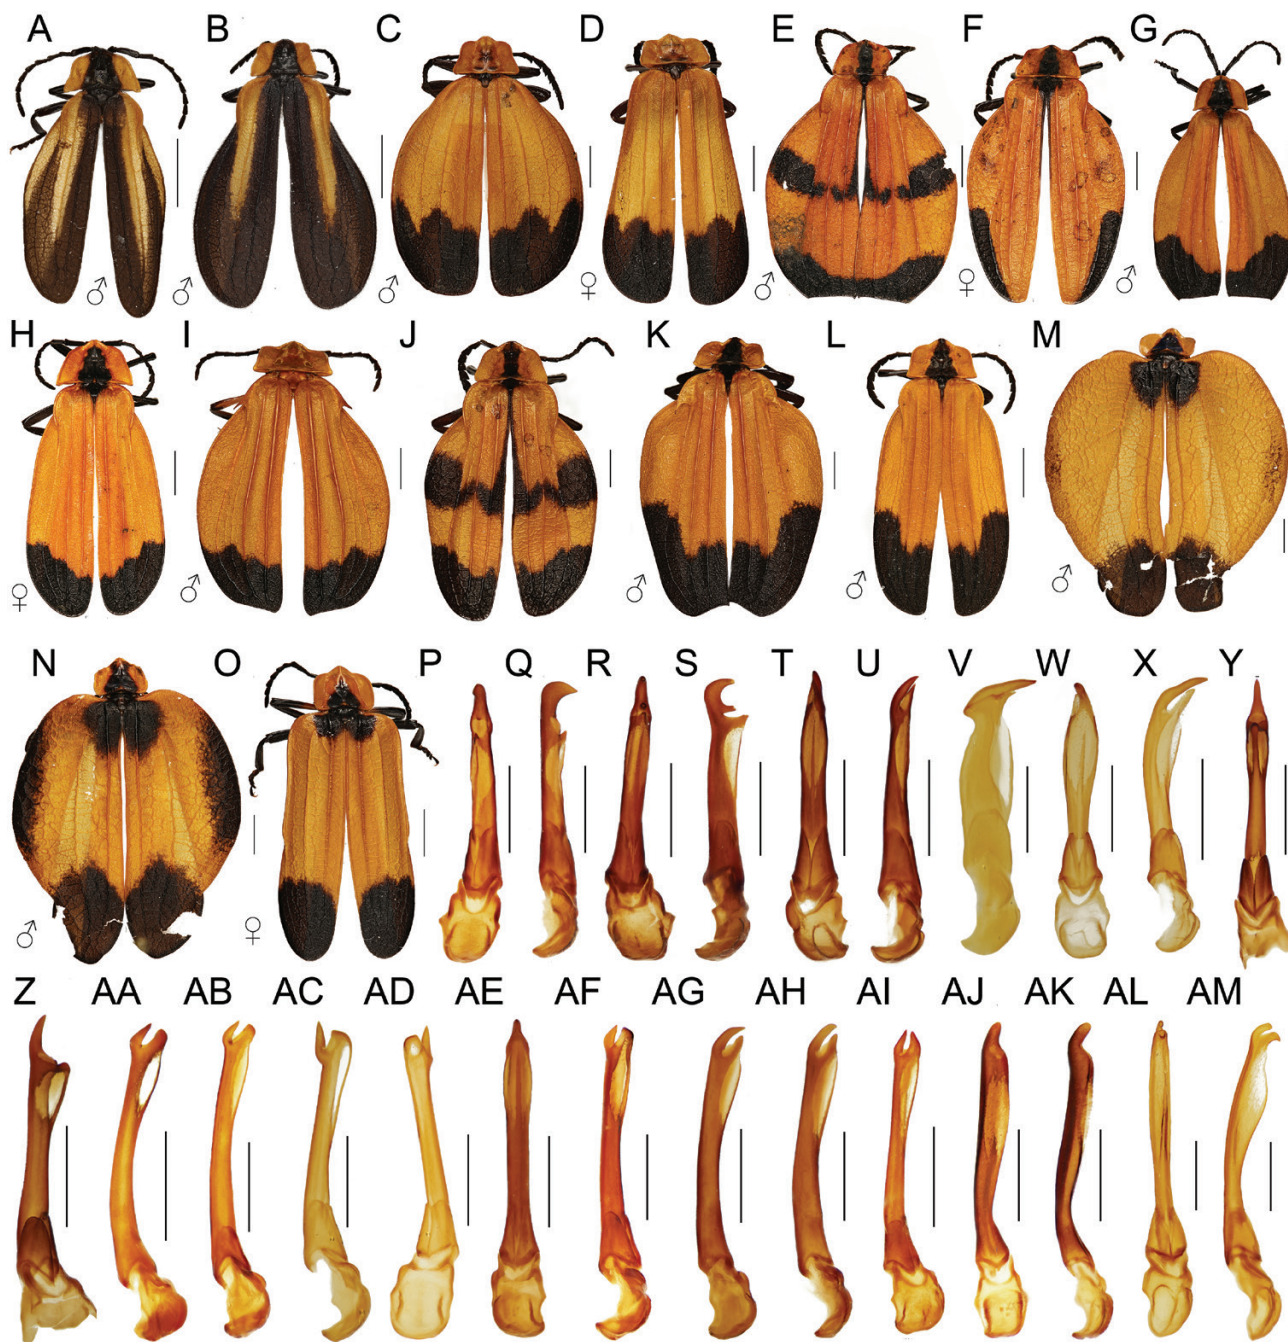 A B C D E F G
♂ ♂ ♂ ♀ ♂ ♀ ♂
H I J K L M
♀ ♂ ♂ ♂ ♂
N O P Q R S T U V W X Y
♂ ♀
Z AA AB AC AD AE AF AG AH AI AJ AK AL AM